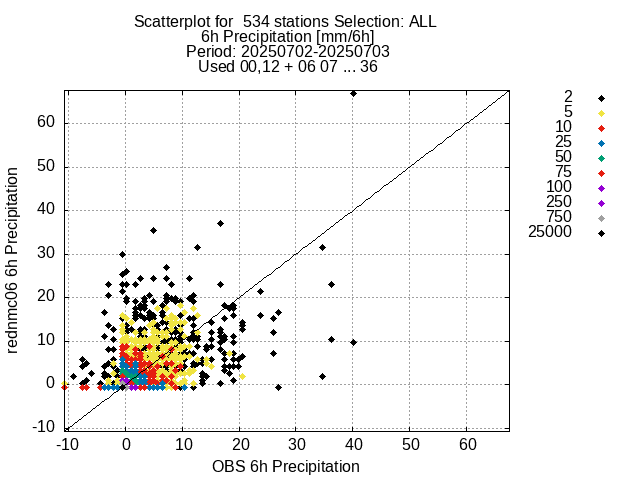 Scatterplot for  534 stations Selection: ALL
6h Precipitation [mm/6h]
Period: 20250702-20250703
Used 00,12 + 06 07 ... 36
rednmc06 6h Precipitation
60
50
40
30
20
10
0
-10
-10 0 10 20 30 40 50 60
OBS 6h Precipitation
2
5
10
25
50
75
100
250
750
25000